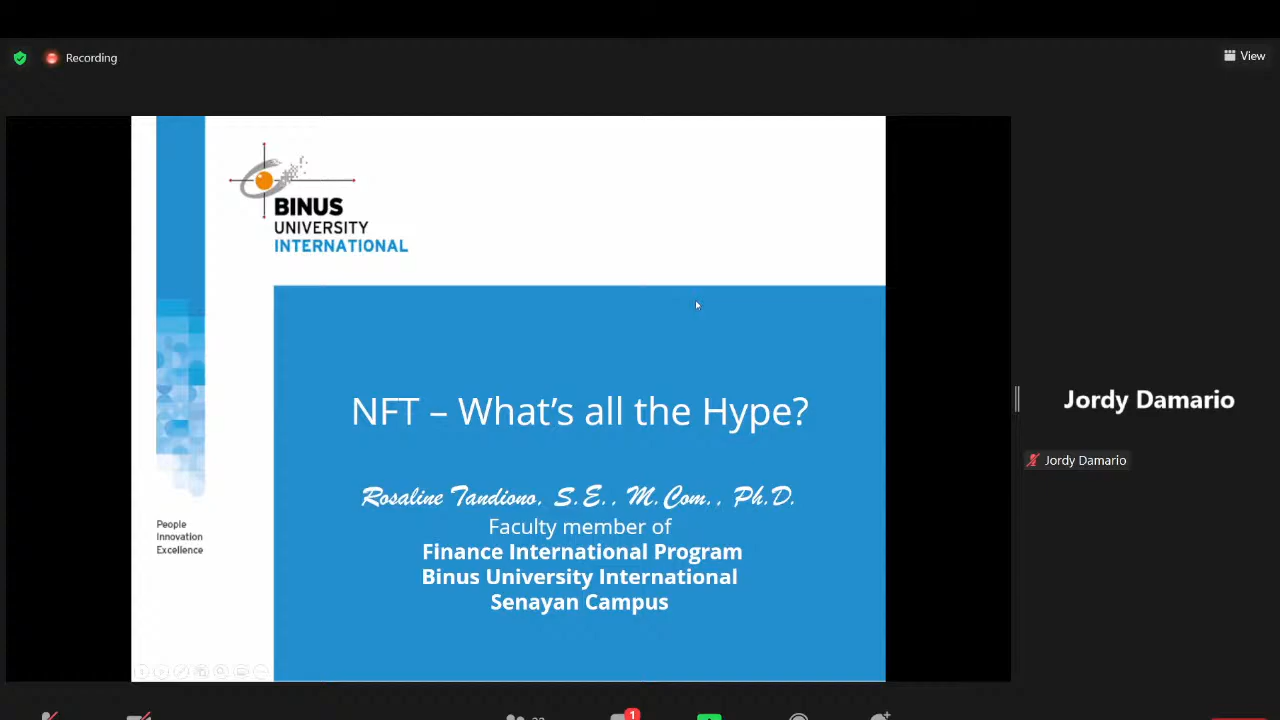 Recording
View
BINUS
UNIVERSITY
INTERNATIONAL
NFT – What's all the Hype?
Rosaline Tandiono, S.E., M.Com., Ph.D.
Faculty member of
Finance International Program
Binus University International
Senayan Campus
People
Innovation
Excellence
Jordy Damario
Jordy Damario
1